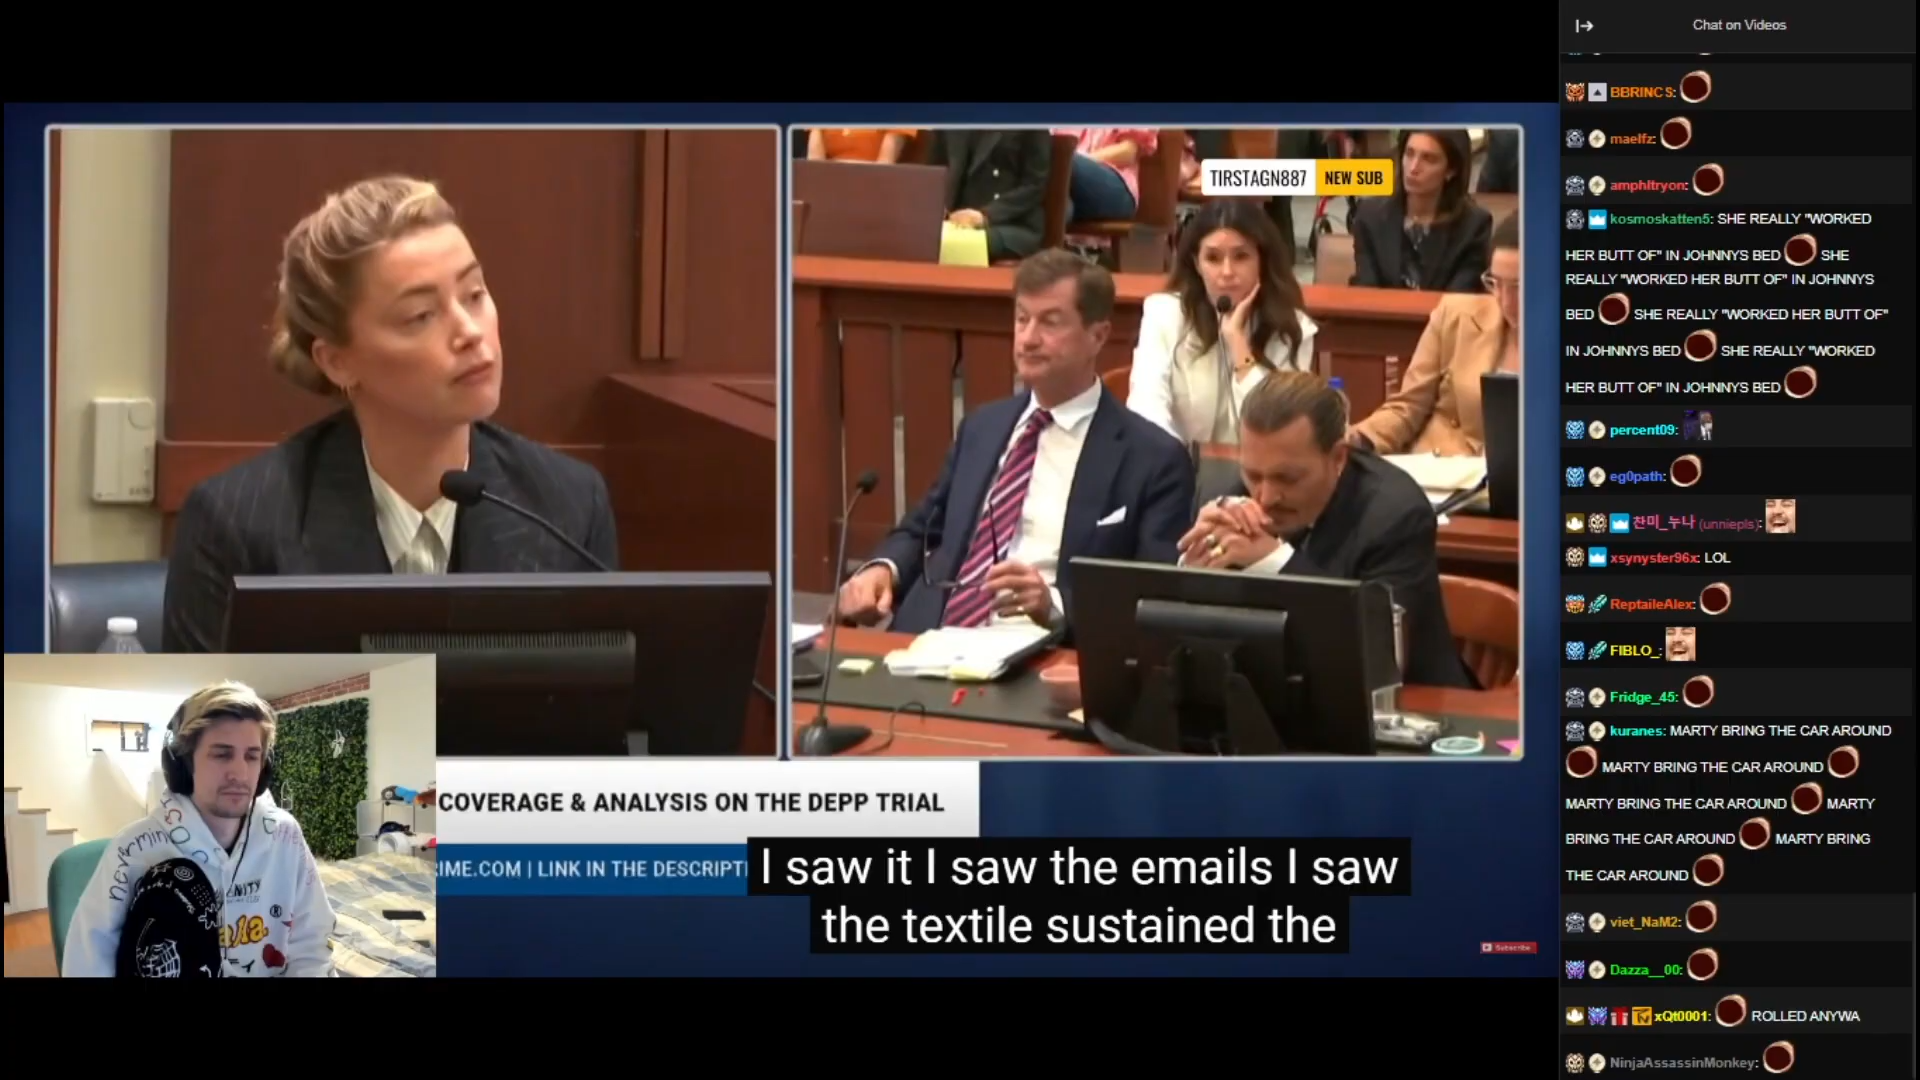 TIRSTAGN887 NEW SUB
COVERAGE & ANALYSIS ON THE DEPP TRIAL
RIME.COM | LINK IN THE DESCRIPTI
I saw it I saw the emails I saw
the textile sustained the
Subscribe
nevermind
Chat on Videos
BBRINCS:
maelfz:
amphltryon:
kosmoskatten5: SHE REALLY "WORKED
HER BUTT OF" IN JOHNNYS BED SHE
REALLY "WORKED HER BUTT OF" IN JOHNNYS
BED SHE REALLY "WORKED HER BUTT OF"
IN JOHNNYS BED SHE REALLY "WORKED
HER BUTT OF" IN JOHNNYS BED
percent09:
eg0path:
찬미_누나 (unniepls):
xsynyster96x: LOL
ReptaileAlex:
FIBLO_:
Fridge_45:
kuranes: MARTY BRING THE CAR AROUND
MARTY BRING THE CAR AROUND
MARTY BRING THE CAR AROUND MARTY
BRING THE CAR AROUND MARTY BRING
THE CAR AROUND
viet_NaM2:
Dazza__00:
xQt0001: ROLLED ANYWA
NinjaAssassinMonkey: